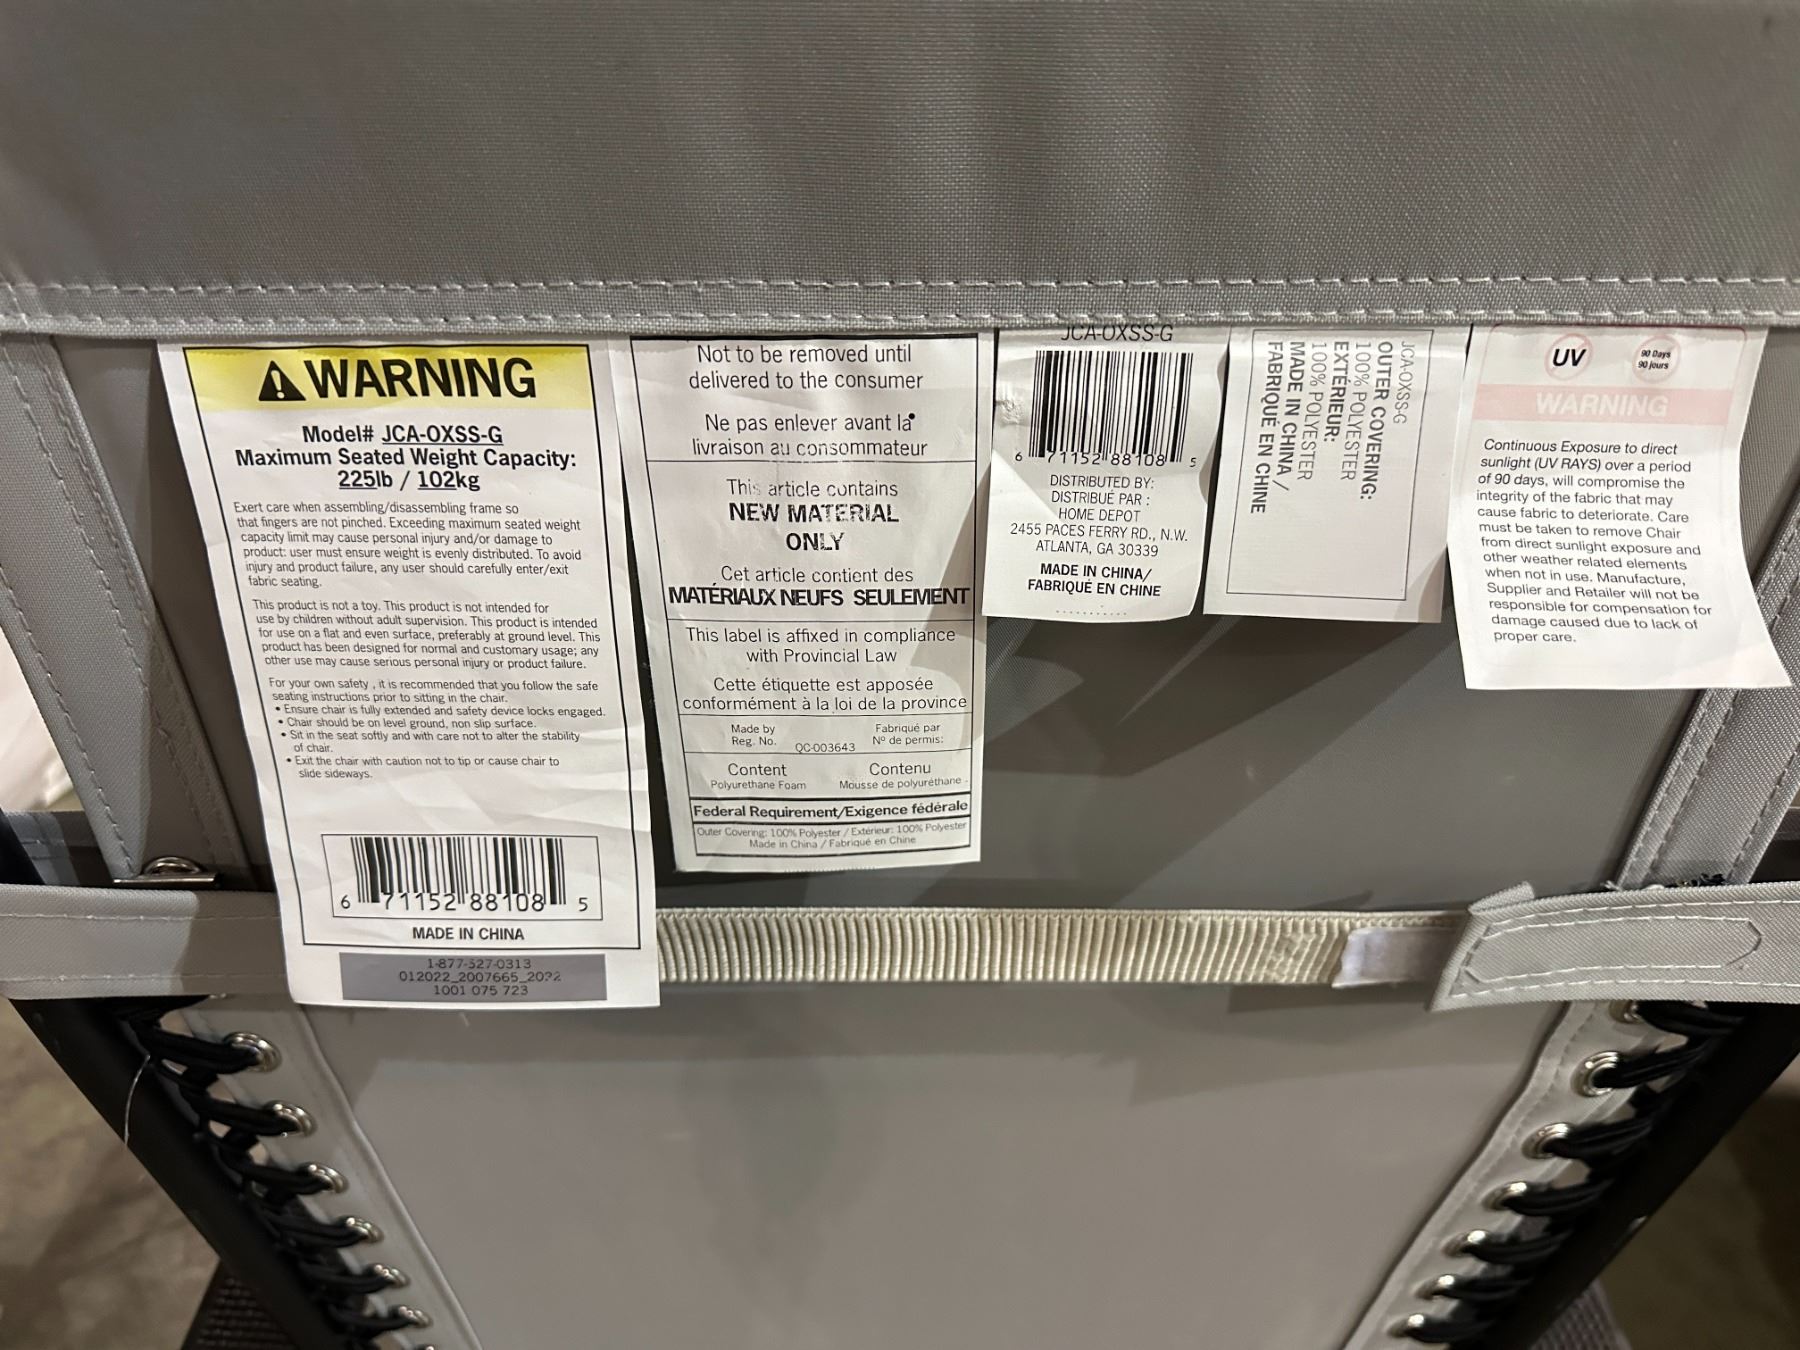 WARNING
Model# JCA-OXSS-G
Maximum Seated Weight Capacity:
225lb / 102kg
Exert care when assembling/disassembling frame so
that fingers are not pinched. Exceeding maximum seated weight
capacity limit may cause personal injury and/or damage to
product: user must ensure weight is evenly distributed. To avoid
injury and product failure, any user should carefully enter/exit
fabric seating.
This product is not a toy. This product is not intended for
use by children without adult supervision. This product is intended
for use on a flat and even surface, preferably at ground level. This
product has been designed for normal and customary usage; any
other use may cause serious personal injury or product failure.
For your own safety , it is recommended that you follow the safe
seating instructions prior to sitting in the chair.
• Ensure chair is fully extended and safety device locks engaged.
• Chair should be on level ground, non slip surface.
• Sit in the seat softly and with care not to alter the stability
of chair.
• Exit the chair with caution not to tip or cause chair to
slide sideways.
6 71152 88108 5
MADE IN CHINA
1-877-527-0313
012022_2007665_2022
1001 075 723
Not to be removed until
delivered to the consumer
Ne pas enlever avant la
livraison au consommateur
This article contains
NEW MATERIAL
ONLY
Cet article contient des
MATÉRIAUX NEUFS SEULEMENT
This label is affixed in compliance
with Provincial Law
Cette étiquette est apposée
conformément à la loi de la province
Made by Fabriqué par
Reg. No. QC-003643 Nº de permis:
Content Contenu
Polyurethane Foam Mousse de polyuréthane
Federal Requirement/Exigence fédérale
Outer Covering: 100% Polyester / Extérieur: 100% Polyester
Made in China / Fabriqué en Chine
JCA-OXSS-G
6 71152 88108 5
DISTRIBUTED BY:
DISTRIBUÉ PAR :
HOME DEPOT
2455 PACES FERRY RD., N.W.
ATLANTA, GA 30339
MADE IN CHINA/
FABRIQUÉ EN CHINE
JCA-OXSS-G
OUTER COVERING:
100% POLYESTER
EXTÉRIEUR:
100% POLYESTER
MADE IN CHINA /
FABRIQUÉ EN CHINE
UV
90 Days
90 jours
WARNING
Continuous Exposure to direct
sunlight (UV RAYS) over a period
of 90 days, will compromise the
integrity of the fabric that may
cause fabric to deteriorate. Care
must be taken to remove Chair
from direct sunlight exposure and
other weather related elements
when not in use. Manufacture,
Supplier and Retailer will not be
responsible for compensation for
damage caused due to lack of
proper care.